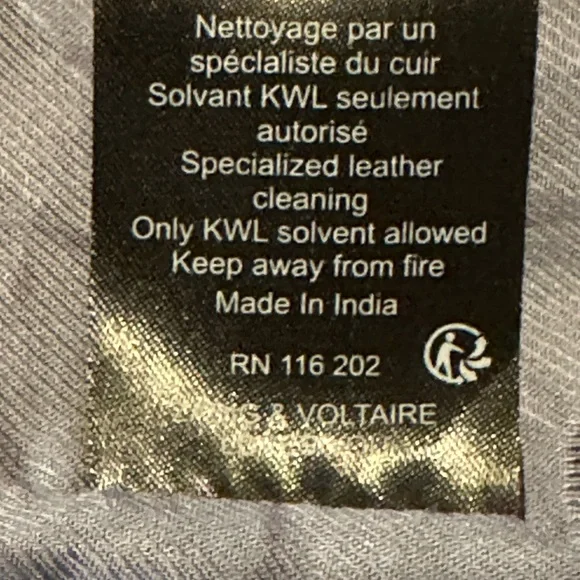 Nettoyage par un
spéclaliste du cuir
Solvant KWL seulement
autorisé
Specialized leather
cleaning
Only KWL solvent allowed
Keep away from fire
Made In India
RN 116 202
& VOLTAIRE